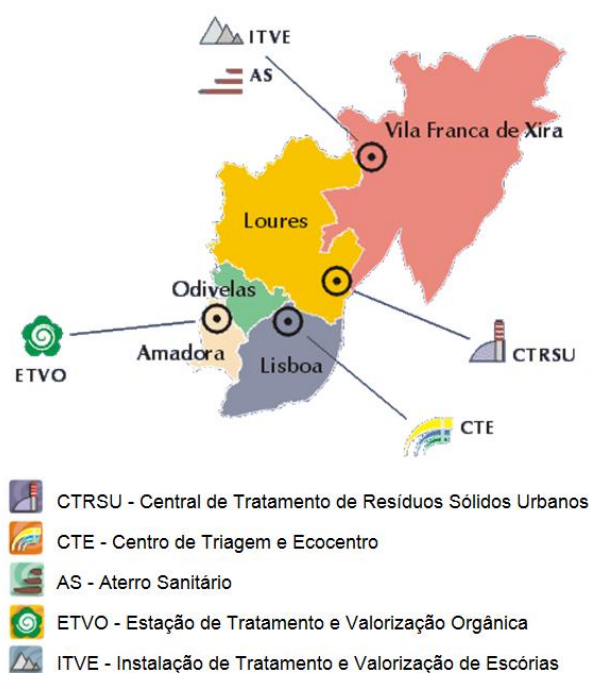 ITVE
AS
Vila Franca de Xira
Loures
Odivelas
Amadora
Lisboa
ETVO
CTRSU
CTE
CTRSU - Central de Tratamento de Resíduos Sólidos Urbanos
CTE - Centro de Triagem e Ecocentro
AS - Aterro Sanitário
ETVO - Estação de Tratamento e Valorização Orgânica
ITVE - Instalação de Tratamento e Valorização de Escórias